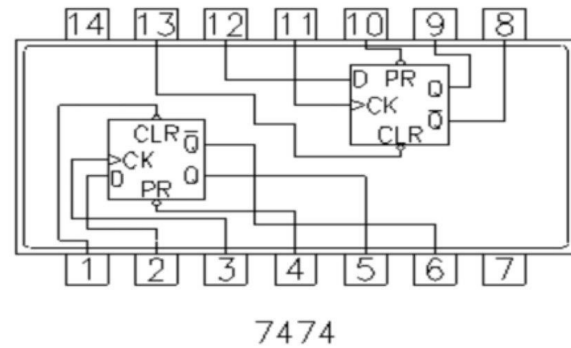 14 13 12 11 10 9 8
D PR Q
CK Q̅
CLR
CLR Q̅
CK
D Q
PR
1 2 3 4 5 6 7
7474